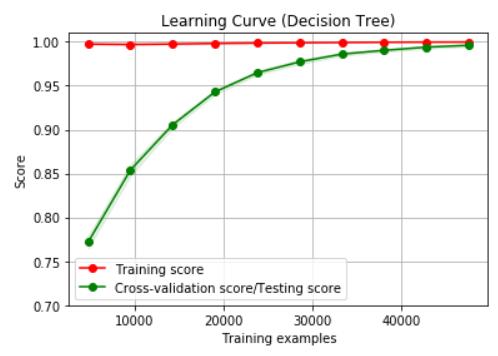 Learning Curve (Decision Tree)
1.00
0.95
0.90
0.85
0.80
0.75
0.70
Score
Training score
Cross-validation score/Testing score
10000 20000 30000 40000
Training examples